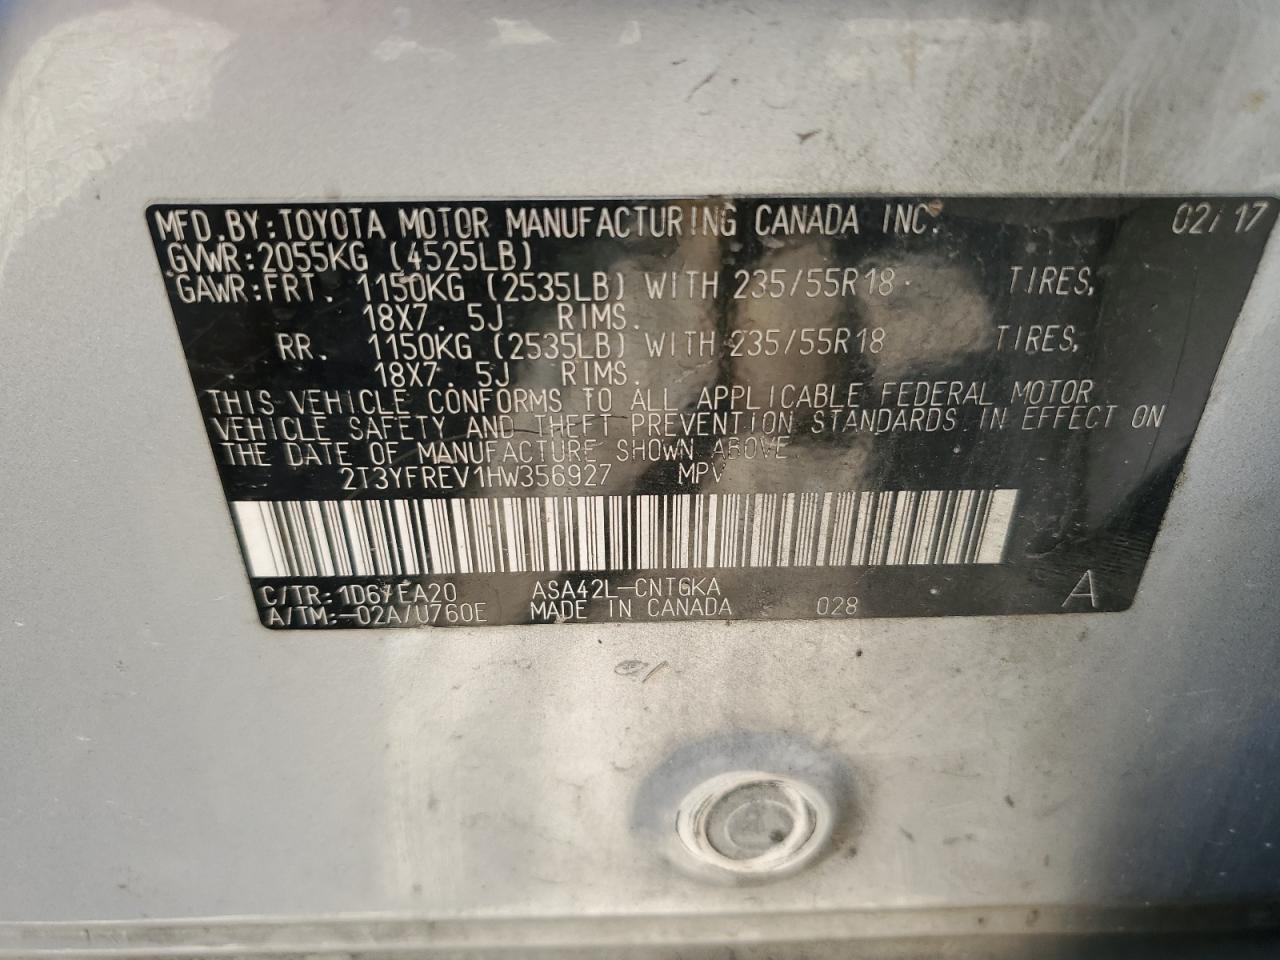 MFD.BY:TOYOTA MOTOR MANUFACTURING CANADA INC. 02/17
GVWR:2055KG (4525LB)
GAWR:FRT. 1150KG (2535LB) WITH 235/55R18 TIRES,
18X7.5J RIMS.
RR. 1150KG (2535LB) WITH 235/55R18 TIRES,
18X7.5J RIMS.
THIS VEHICLE CONFORMS TO ALL APPLICABLE FEDERAL MOTOR
VEHICLE SAFETY AND THEFT PREVENTION STANDARDS IN EFFECT ON
THE DATE OF MANUFACTURE SHOWN ABOVE.
2T3YFREV1HW356927 MPV
C/TR:1D6/EA20 ASA42L-CNTGKA
A/TM:-02A/U760E MADE IN CANADA 028 A